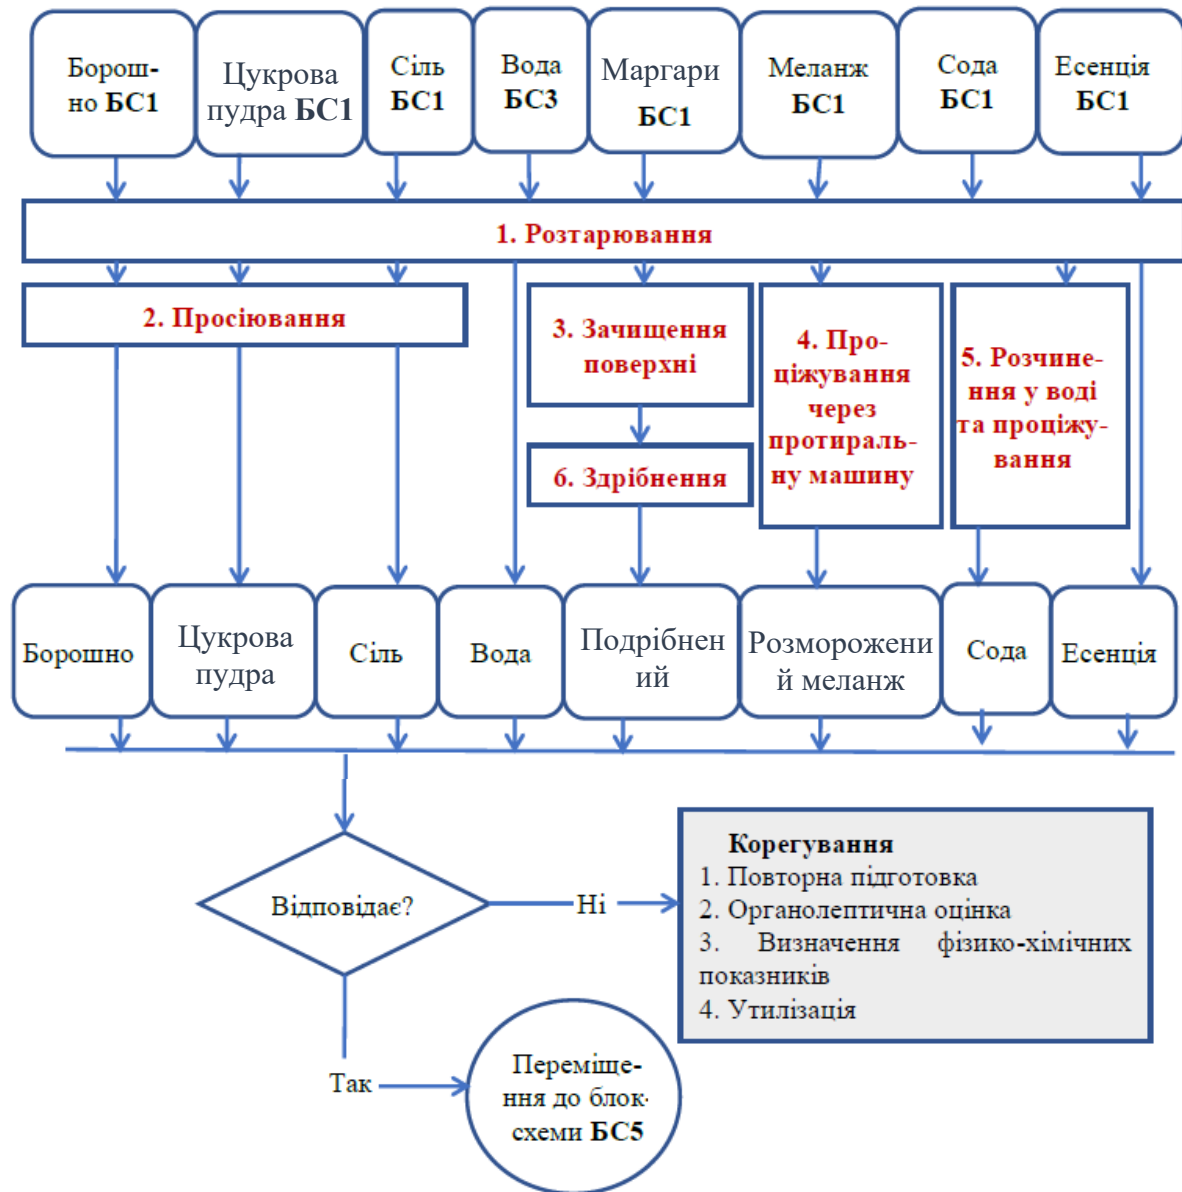 Борош-
но БС1
Цукрова
пудра БС1
Сіль
БС1
Вода
БС3
Маргари
БС1
Меланж
БС1
Сода
БС1
Есенція
БС1
1. Розтарювання
2. Просіювання
3. Зачищення
поверхні
4. Про-
ціжування
через
протираль-
ну машину
5. Розчине-
ення у воді
та проціжу-
вання
6. Здрібнення
Борошно
Цукрова
пудра
Сіль
Вода
Подрібнен
ий
Розморожени
й меланж
Сода
Есенція
Відповідає?
Ні
Корегування
1. Повторна підготовка
2. Органолептична оцінка
3. Визначення фізико-хімічних
показників
4. Утилізація
Так
Переміще-
ння до блок-
схеми БС5